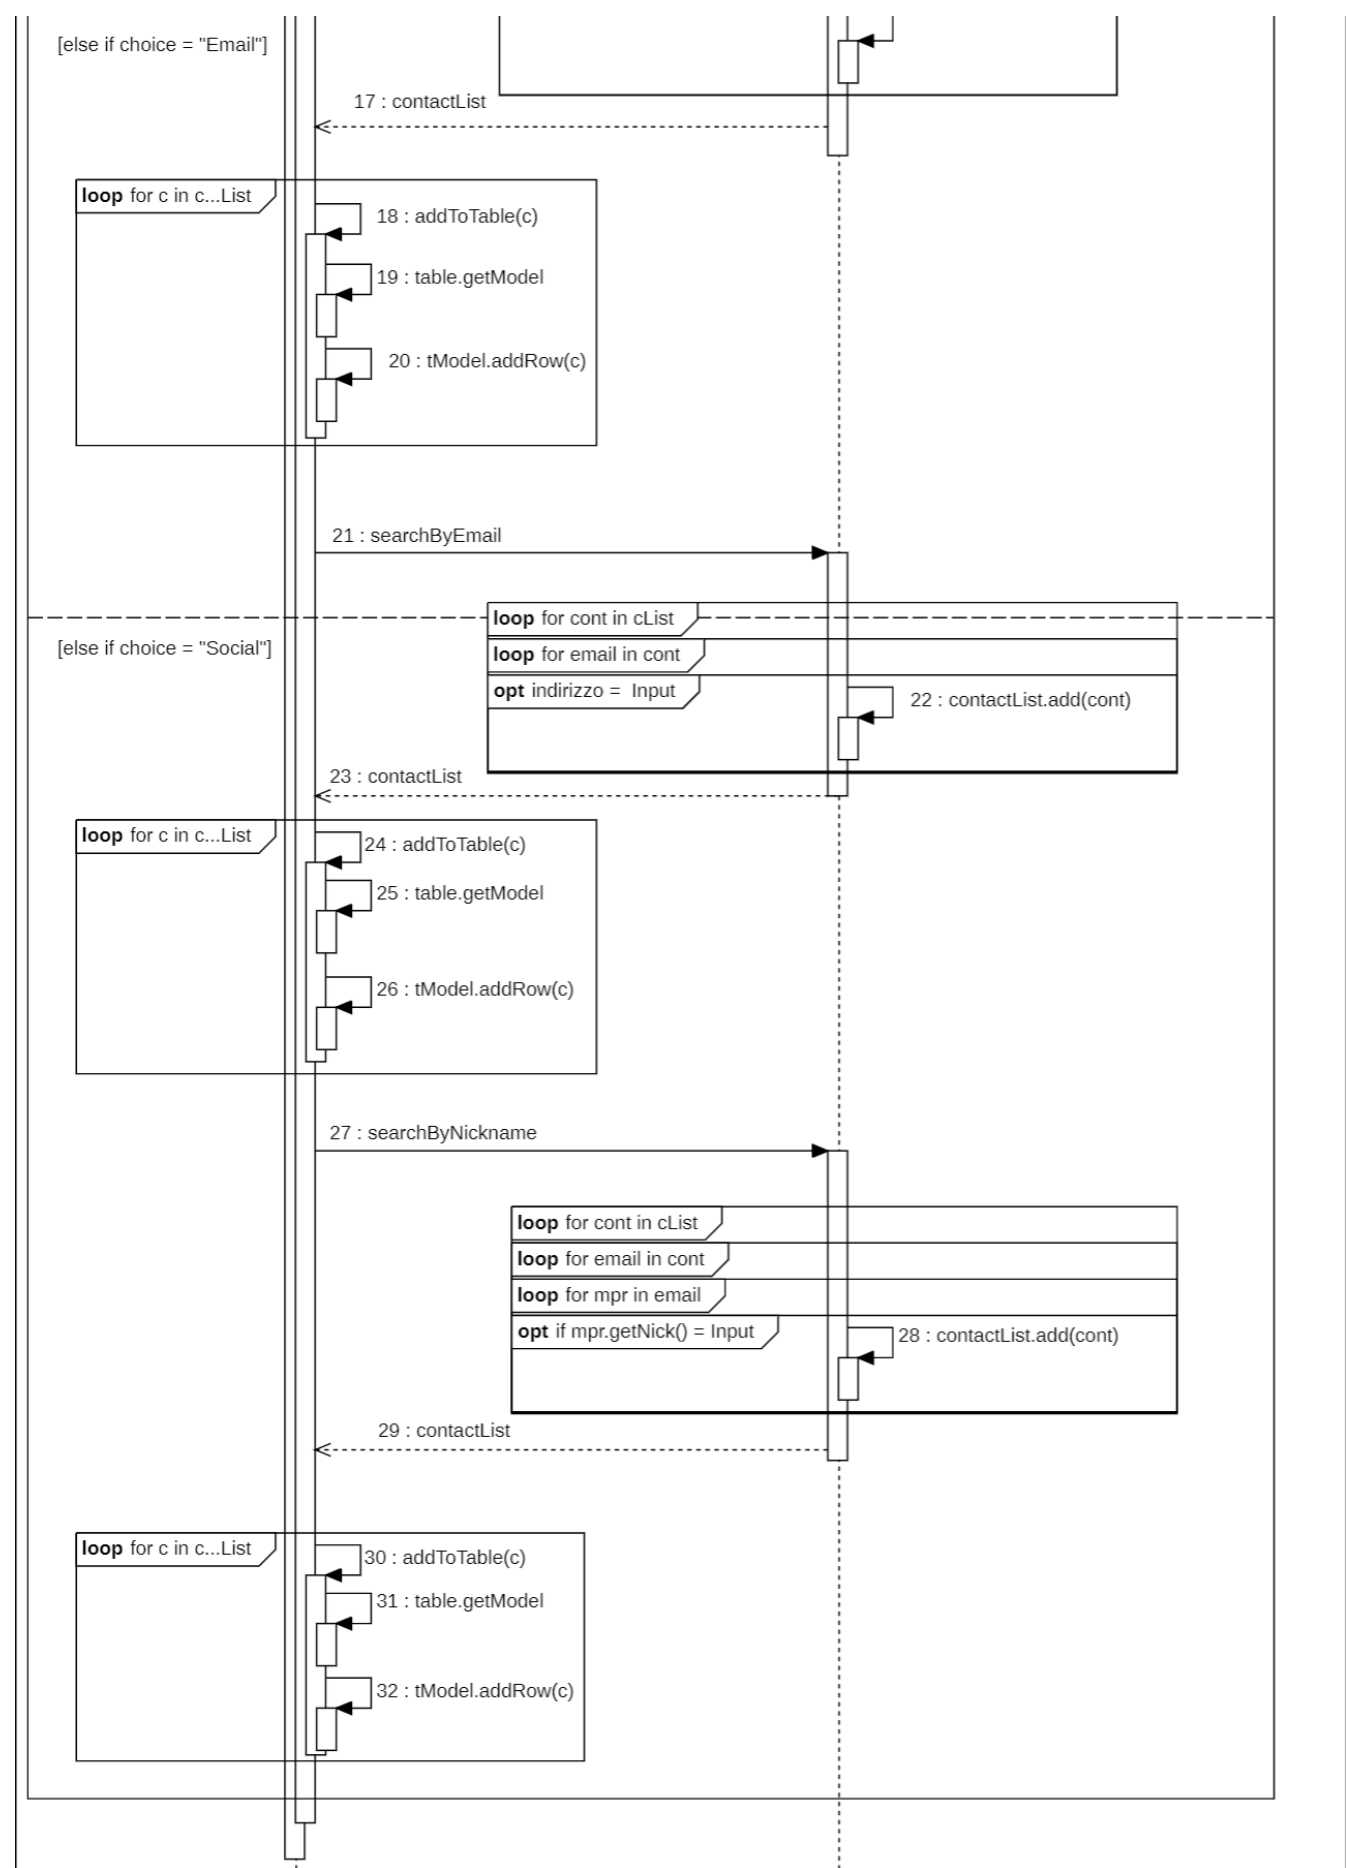 [else if choice = "Email"]
17 : contactList
loop for c in c...List
18 : addToTable(c)
19 : table.getModel
20 : tModel.addRow(c)
21 : searchByEmail
loop for cont in cList
[else if choice = "Social"]
loop for email in cont
opt indirizzo = Input
22 : contactList.add(cont)
23 : contactList
loop for c in c...List
24 : addToTable(c)
25 : table.getModel
26 : tModel.addRow(c)
27 : searchByNickname
loop for cont in cList
loop for email in cont
loop for mpr in email
opt if mpr.getNick() = Input
28 : contactList.add(cont)
29 : contactList
loop for c in c...List
30 : addToTable(c)
31 : table.getModel
32 : tModel.addRow(c)